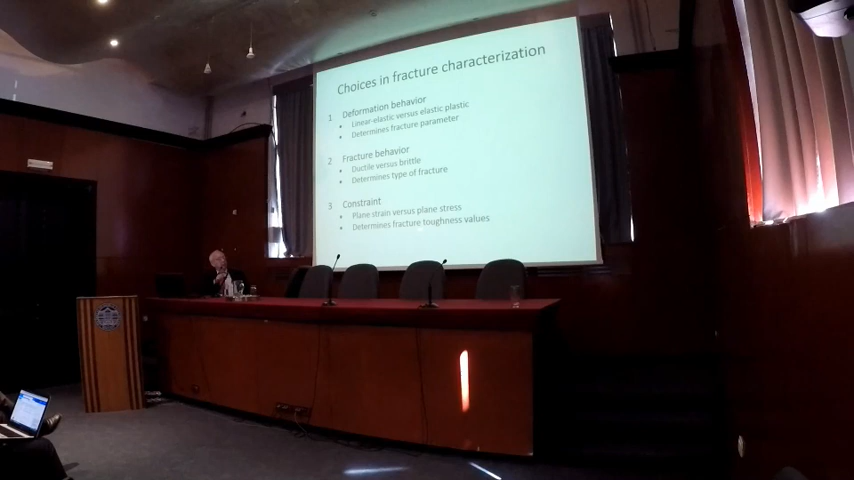 Choices in fracture characterization
1 Deformation behavior
• Linear-elastic versus elastic plastic
• Determines fracture parameter
2 Fracture behavior
• Ductile versus brittle
• Determines type of fracture
3 Constraint
• Plane strain versus plane stress
• Determines fracture toughness values